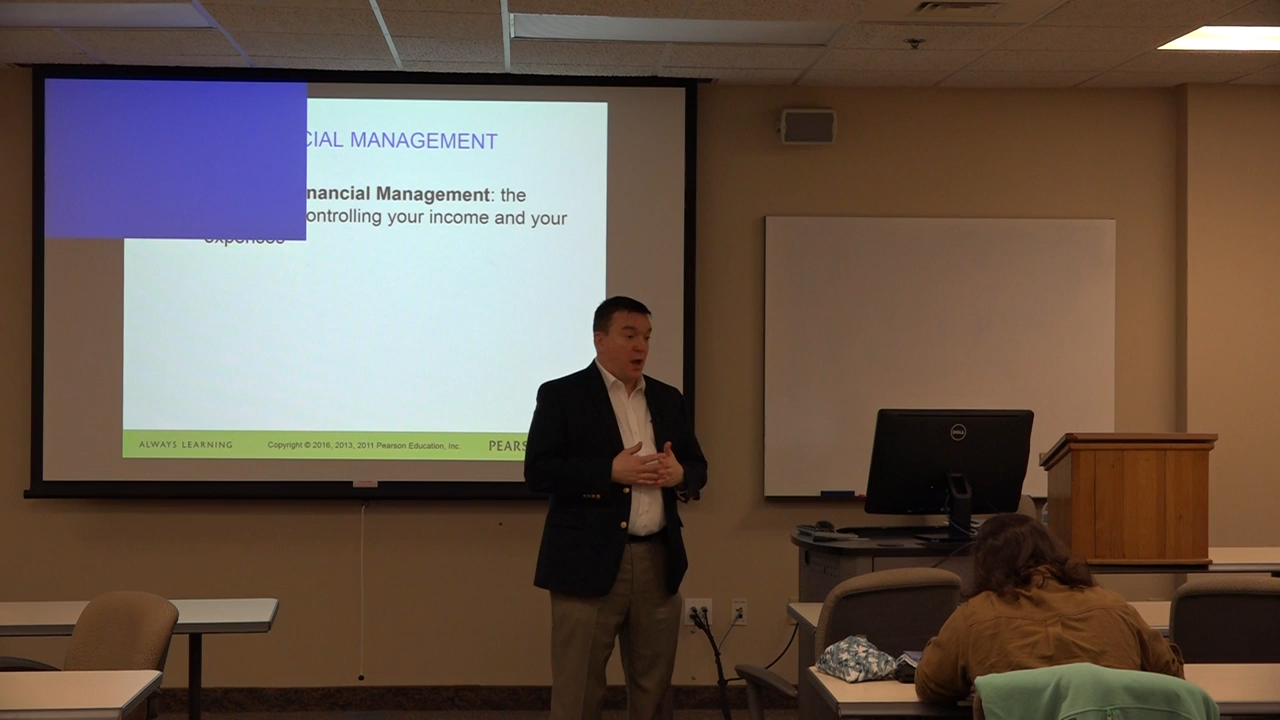 CIAL MANAGEMENT
nancial Management: the
ontrolling your income and your
expenses
ALWAYS LEARNING
Copyright © 2016, 2013, 2011 Pearson Education, Inc.
PEARS
DELL